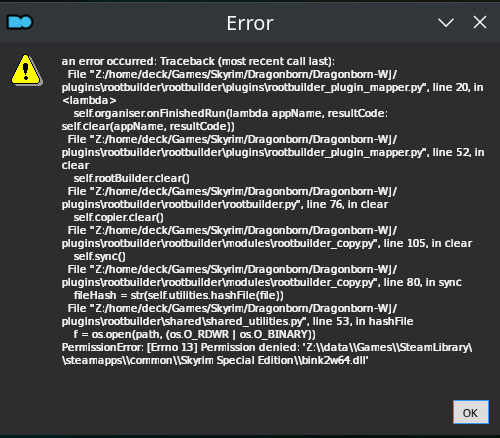 Error
an error occurred: Traceback (most recent call last):
File "Z:/home/deck/Games/Skyrim/Dragonborn/Dragonborn-WJ/
plugins\rootbuilder\rootbuilder\plugins\rootbuilder_plugin_mapper.py", line 20, in
<lambda>
self.organiser.onFinishedRun(lambda appName, resultCode:
self.clear(appName, resultCode))
File "Z:/home/deck/Games/Skyrim/Dragonborn/Dragonborn-WJ/
plugins\rootbuilder\rootbuilder\plugins\rootbuilder_plugin_mapper.py", line 52, in
clear
self.rootBuilder.clear()
File "Z:/home/deck/Games/Skyrim/Dragonborn/Dragonborn-WJ/
plugins\rootbuilder\rootbuilder\rootbuilder.py", line 76, in clear
self.copier.clear()
File "Z:/home/deck/Games/Skyrim/Dragonborn/Dragonborn-WJ/
plugins\rootbuilder\rootbuilder\modules\rootbuilder_copy.py", line 105, in clear
self.sync()
File "Z:/home/deck/Games/Skyrim/Dragonborn/Dragonborn-WJ/
plugins\rootbuilder\rootbuilder\modules\rootbuilder_copy.py", line 80, in sync
fileHash = str(self.utilities.hashFile(file))
File "Z:/home/deck/Games/Skyrim/Dragonborn/Dragonborn-WJ/
plugins\rootbuilder\shared\shared_utilities.py", line 53, in hashFile
f = os.open(path, (os.O_RDWR | os.O_BINARY))
PermissionError: [Errno 13] Permission denied: 'Z:\\data\\Games\\SteamLibrary\
\steamapps\\common\\Skyrim Special Edition\\bink2w64.dll'
OK